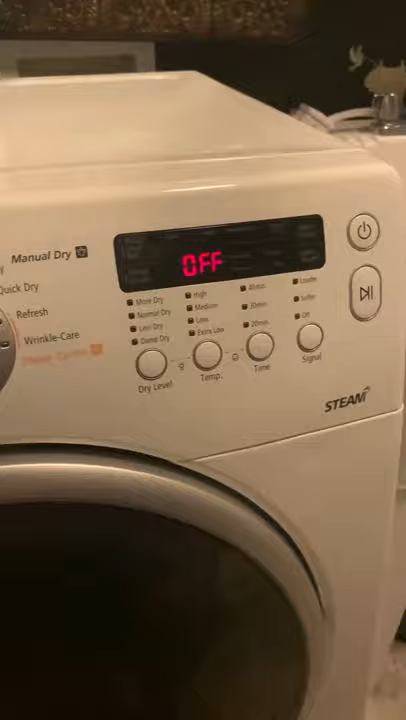 Manual Dry
Quick Dry
Refresh
Wrinkle-Care
OFF
More Dry
Normal Dry
Less Dry
Damp Dry
High
Medium
Low
Extra Low
40min.
30min.
20min.
Louder
Softer
Off
Dry Level
Temp.
Time
Signal
STEAM